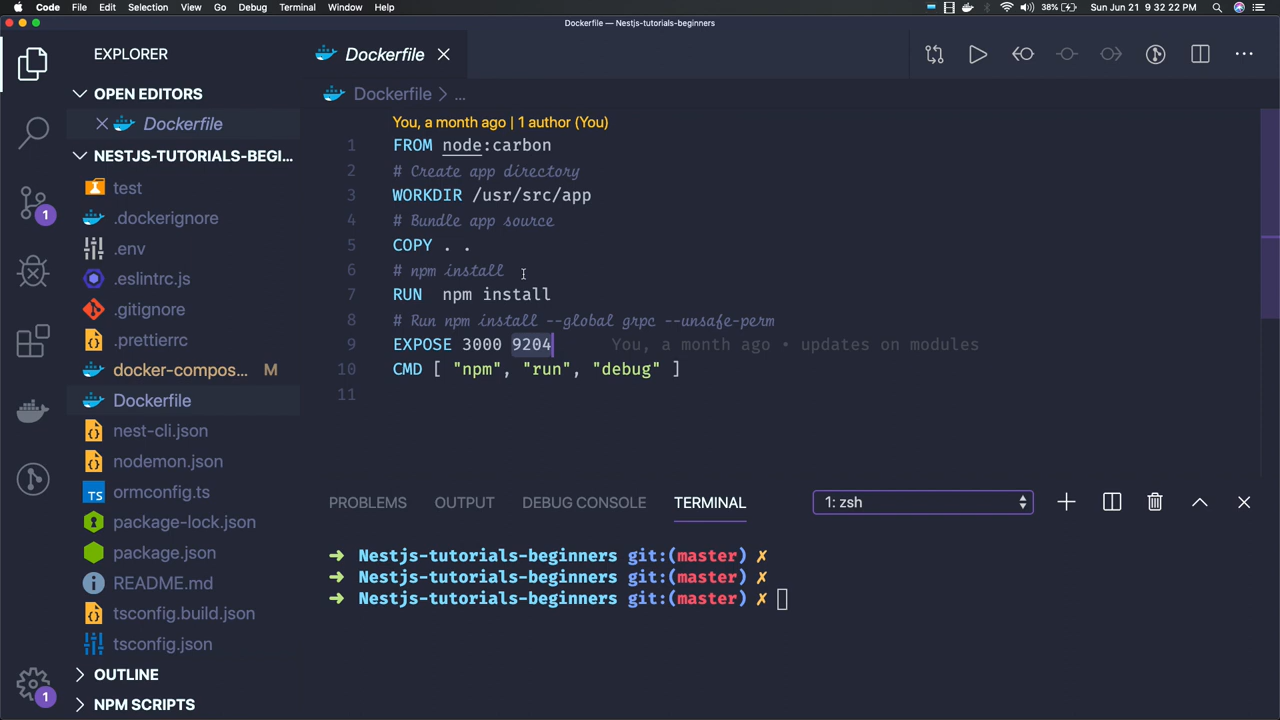 Code File Edit Selection View Go Debug Terminal Window Help 38% Sun Jun 21 9:32:22 PM
Dockerfile — Nestjs-tutorials-beginners
EXPLORER
OPEN EDITORS
Dockerfile
NESTJS-TUTORIALS-BEGI...
test
.dockerignore
.env
.eslintrc.js
.gitignore
.prettierrc
docker-compos... M
Dockerfile
nest-cli.json
nodemon.json
TS ormconfig.ts
package-lock.json
package.json
README.md
tsconfig.build.json
tsconfig.json
OUTLINE
NPM SCRIPTS
1
1
Dockerfile
Dockerfile > ...
You, a month ago | 1 author (You)
1 FROM node:carbon
2 # Create app directory
3 WORKDIR /usr/src/app
4 # Bundle app source
5 COPY . .
6 # npm install
7 RUN  npm install
8 # Run npm install --global grpc --unsafe-perm
9 EXPOSE 3000 9204 You, a month ago • updates on modules
10 CMD [ "npm", "run", "debug" ]
11
PROBLEMS OUTPUT DEBUG CONSOLE TERMINAL 1: zsh
➜ Nestjs-tutorials-beginners git:(master) ✗
➜ Nestjs-tutorials-beginners git:(master) ✗
➜ Nestjs-tutorials-beginners git:(master) ✗